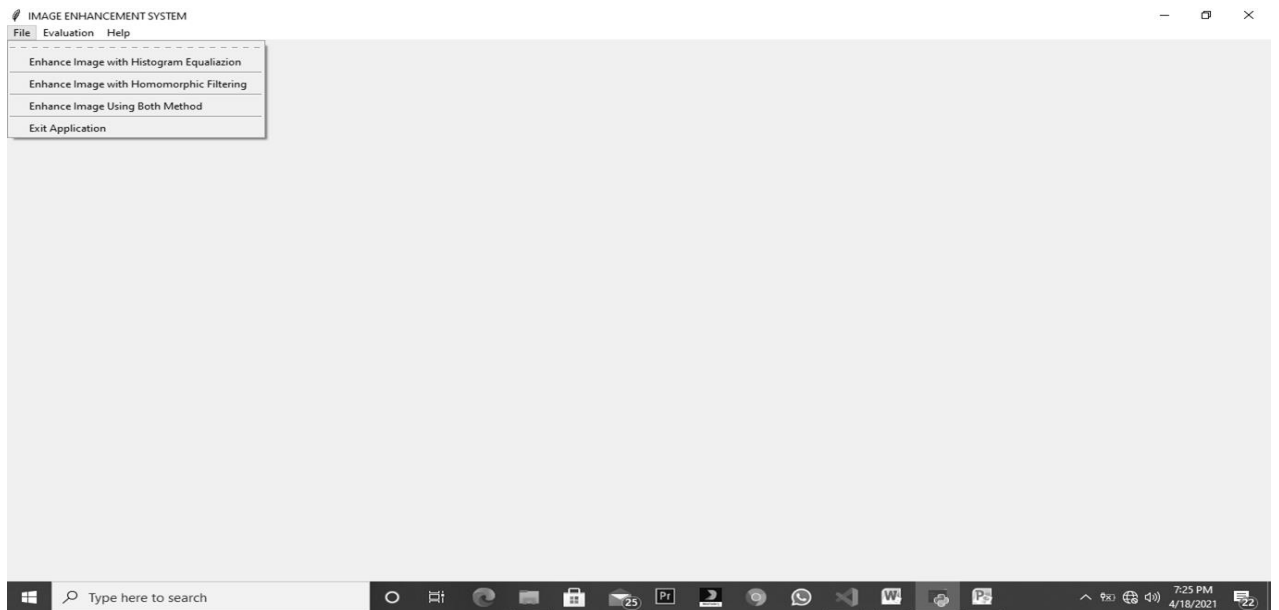 IMAGE ENHANCEMENT SYSTEM
File Evaluation Help
Enhance Image with Histogram Equaliazion
Enhance Image with Homomorphic Filtering
Enhance Image Using Both Method
Exit Application
Type here to search
25
Pr
W
P
7:25 PM
4/18/2021
22